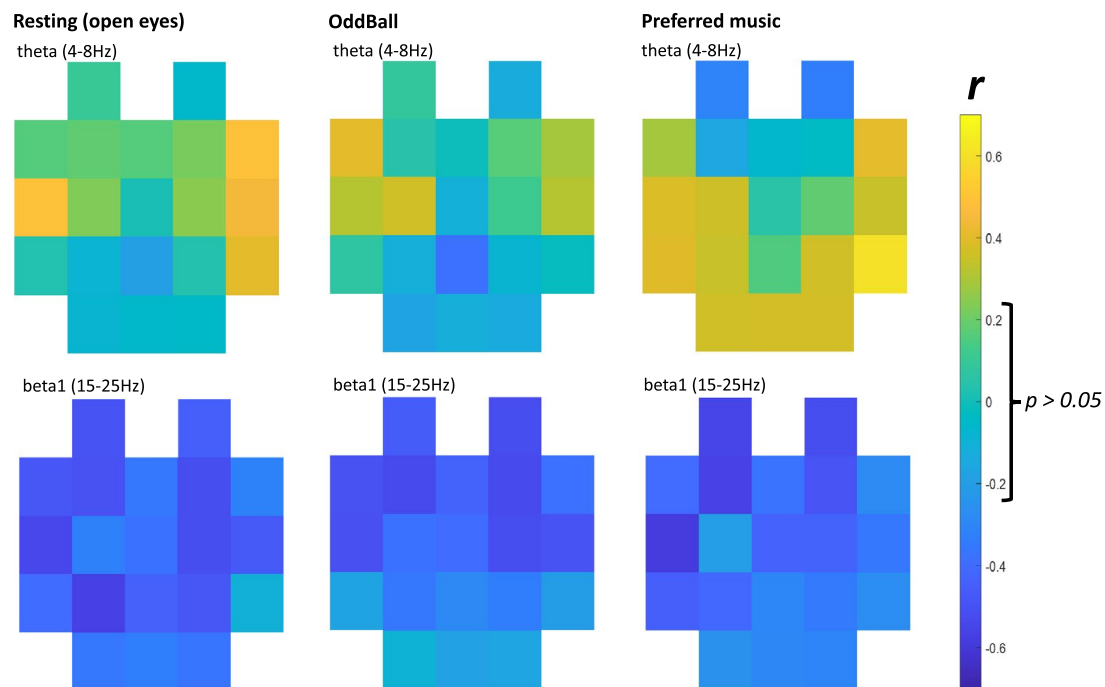 Resting (open eyes)
OddBall
Preferred music
theta (4-8Hz)
theta (4-8Hz)
theta (4-8Hz)
r
0.6
0.4
0.2
0
-0.2
-0.4
-0.6
p > 0.05
beta1 (15-25Hz)
beta1 (15-25Hz)
beta1 (15-25Hz)